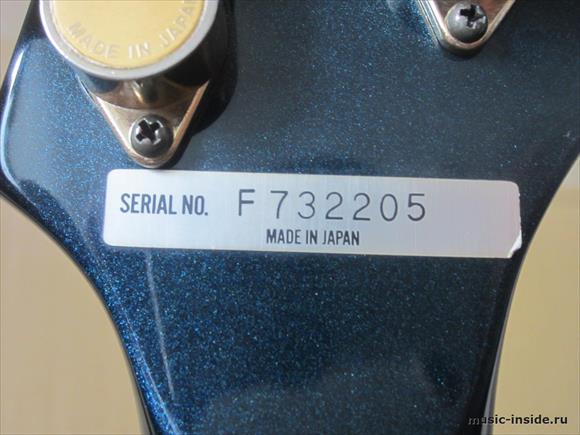 MADE IN JAPAN
SERIAL NO. F 732205
MADE IN JAPAN
music-inside.ru